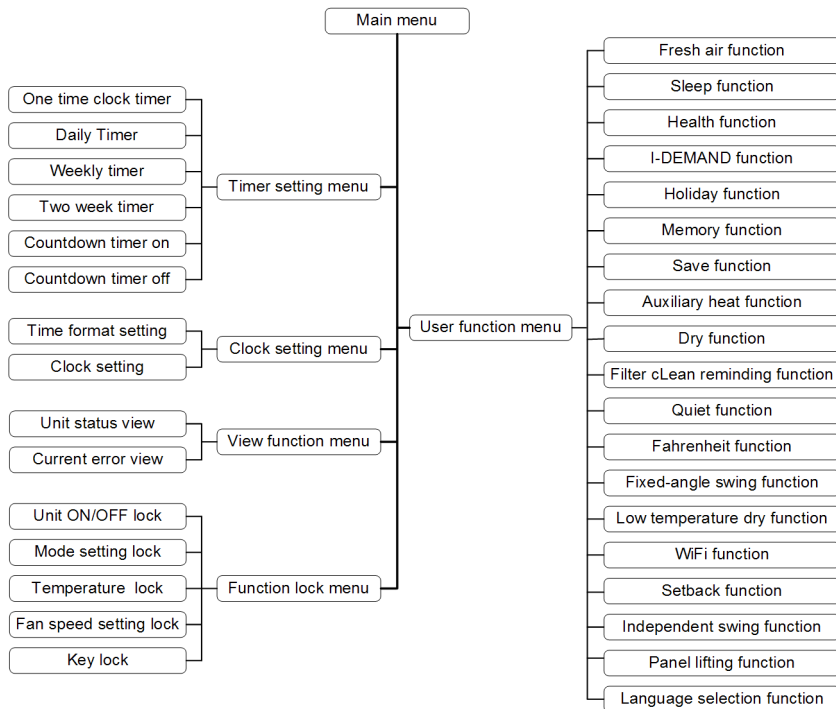 Main menu
One time clock timer
Daily Timer
Weekly timer
Two week timer
Countdown timer on
Countdown timer off
Timer setting menu
Time format setting
Clock setting
Clock setting menu
Unit status view
Current error view
View function menu
Unit ON/OFF lock
Mode setting lock
Temperature lock
Fan speed setting lock
Key lock
Function lock menu
User function menu
Fresh air function
Sleep function
Health function
I-DEMAND function
Holiday function
Memory function
Save function
Auxiliary heat function
Dry function
Filter cLean reminding function
Quiet function
Fahrenheit function
Fixed-angle swing function
Low temperature dry function
WiFi function
Setback function
Independent swing function
Panel lifting function
Language selection function